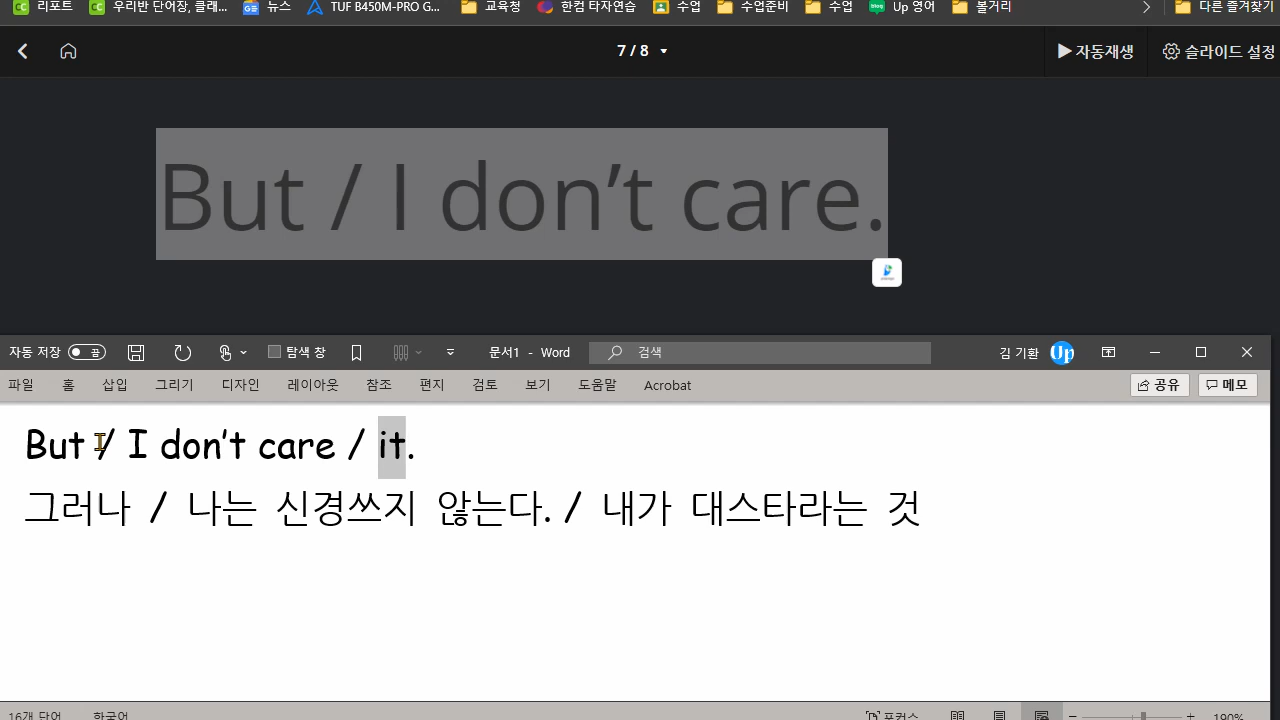 리포트 우리반 단어장, 클래... 뉴스 TUF B450M-PRO G... 교육청 한컴 타자연습 수업 수업준비 수업 Up 영어 볼거리 다른 즐겨찾기
7 / 8 자동재생 슬라이드 설정
But / I don’t care.
자동 저장 끔 탐색 창 문서1 - Word 검색 김 기환 Up
파일 홈 삽입 그리기 디자인 레이아웃 참조 편지 검토 보기 도움말 Acrobat 공유 메모
But / I don’t care / it.
그러나 / 나는 신경쓰지 않는다. / 내가 대스타라는 것
16개 단어 한국어 포커스 190%